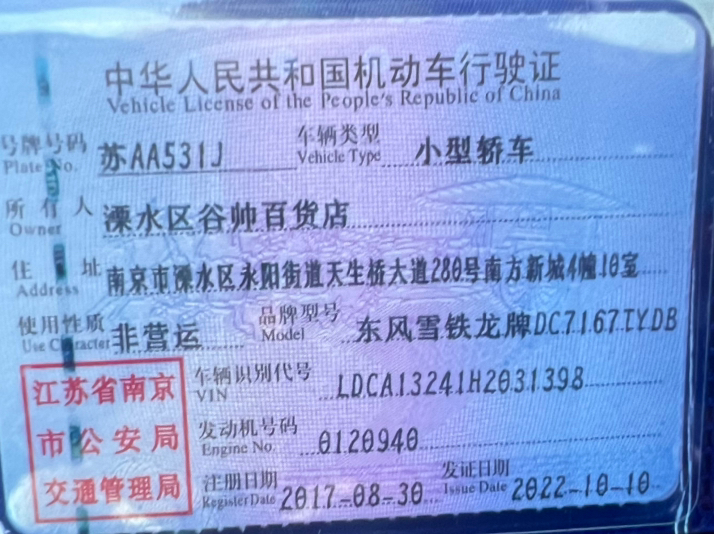 中华人民共和国机动车行驶证
Vehicle License of the People's Republic of China
号牌号码 苏AA531J 车辆类型 小型轿车
Plate No. Vehicle Type
所有人 溧水区谷帅百货店
Owner
住址 南京市溧水区永阳街道天生桥大道280号南方新城4幢10室
Address
使用性质 非营运 品牌型号 东风雪铁龙牌DC7167TYDB
Use Character Model
江苏省南京
市公安局
交通管理局
车辆识别代号 LDCA13241H2031398
VIN
发动机号码 0120940
Engine No.
注册日期 2017-08-30 发证日期 2022-10-10
Register Date Issue Date